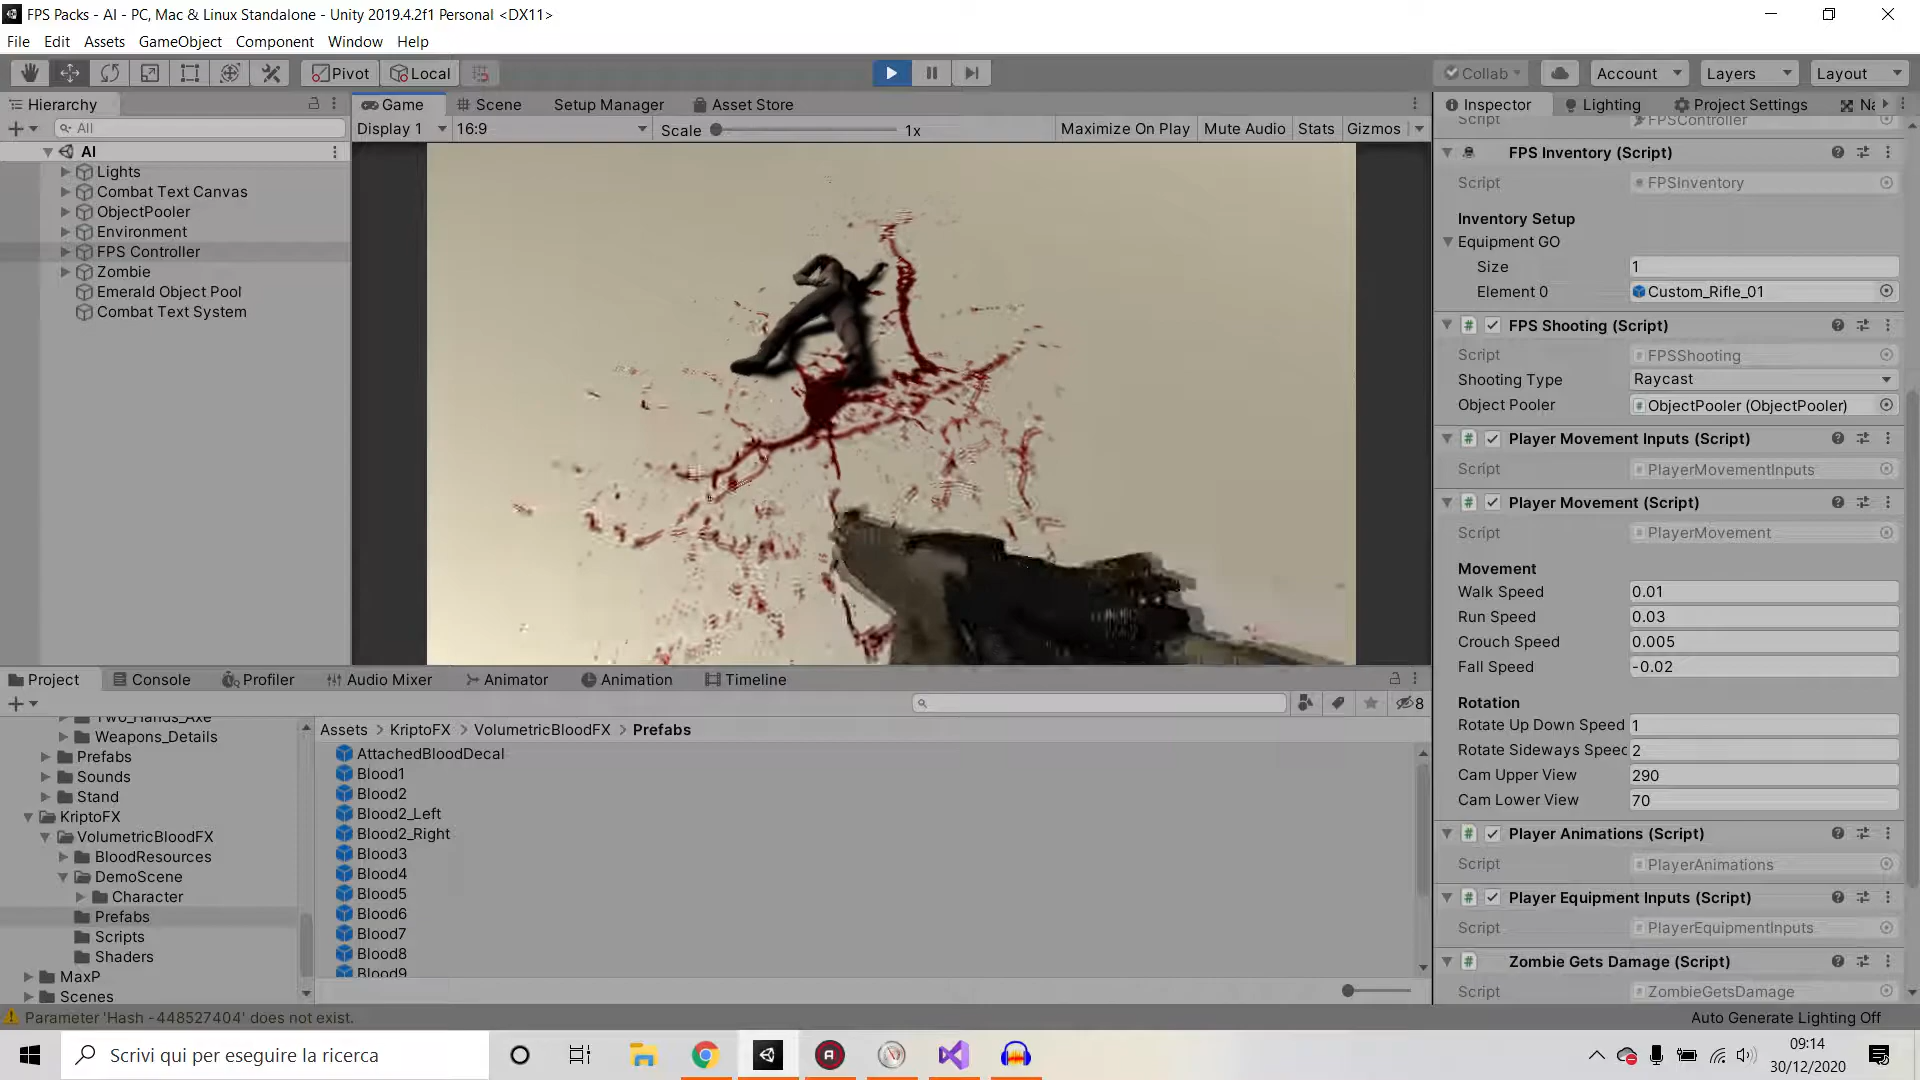 FPS Packs - AI - PC, Mac & Linux Standalone - Unity 2019.4.2f1 Personal <DX11>
File Edit Assets GameObject Component Window Help
Pivot Local Collab Account Layers Layout
Hierarchy
All
AI
Lights
Combat Text Canvas
ObjectPooler
Environment
FPS Controller
Zombie
Emerald Object Pool
Combat Text System
Game Scene Setup Manager Asset Store
Display 1 16:9 Scale 1x Maximize On Play Mute Audio Stats Gizmos
Inspector Lighting Project Settings Na
Script FPSController
FPS Inventory (Script)
Script FPSInventory
Inventory Setup
Equipment GO
Size 1
Element 0 Custom_Rifle_01
FPS Shooting (Script)
Script FPSShooting
Shooting Type Raycast
Object Pooler ObjectPooler (ObjectPooler)
Player Movement Inputs (Script)
Script PlayerMovementInputs
Player Movement (Script)
Script PlayerMovement
Movement
Walk Speed 0.01
Run Speed 0.03
Crouch Speed 0.005
Fall Speed -0.02
Rotation
Rotate Up Down Speed 1
Rotate Sideways Speec 2
Cam Upper View 290
Cam Lower View 70
Player Animations (Script)
Script PlayerAnimations
Player Equipment Inputs (Script)
Script PlayerEquipmentInputs
Zombie Gets Damage (Script)
Script ZombieGetsDamage
Project Console Profiler Audio Mixer Animator Animation Timeline
8
Two_Hands_Axe
Weapons_Details
Prefabs
Sounds
Stand
KriptoFX
VolumetricBloodFX
BloodResources
DemoScene
Character
Prefabs
Scripts
Shaders
MaxP
Scenes
Assets > KriptoFX > VolumetricBloodFX > Prefabs
AttachedBloodDecal
Blood1
Blood2
Blood2_Left
Blood2_Right
Blood3
Blood4
Blood5
Blood6
Blood7
Blood8
Blood9
Parameter 'Hash -448527404' does not exist.
Auto Generate Lighting Off
Scrivi qui per eseguire la ricerca
09:14
30/12/2020